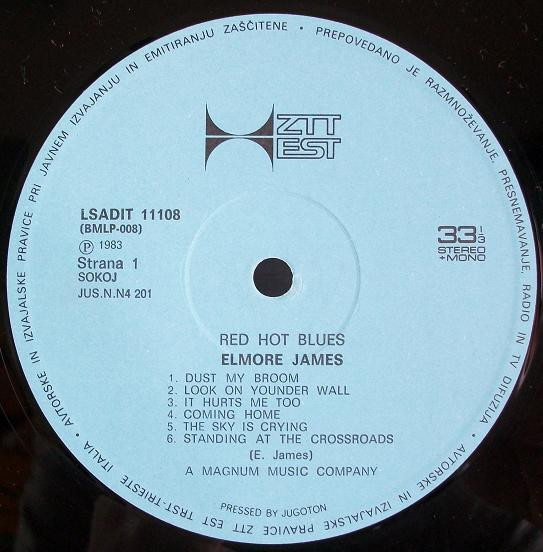 AVTORSKE IN IZVAJALSKE PRAVICE PRI JAVNEM IZVAJANJU IN EMITIRANJU ZAŠČITENE • PREPOVEDANO JE RAZMNOŽEVANJE, PRESNEMAVANJE, RADIO IN TV DIFUZIJA • AVTORSKE IN IZVAJALSKE PRAVICE ZTT EST TRST-TRIESTE ITALIA •
ZTT
EST
LSADIT 11108
(BMLP-008)
Ⓟ 1983
Strana 1
SOKOJ
JUS.N.N4 201
33 1/3
STEREO
+MONO
RED HOT BLUES
ELMORE JAMES
1. DUST MY BROOM
2. LOOK ON YOUNDER WALL
3. IT HURTS ME TOO
4. COMING HOME
5. THE SKY IS CRYING
6. STANDING AT THE CROSSROADS
(E. James)
A MAGNUM MUSIC COMPANY
PRESSED BY JUGOTON